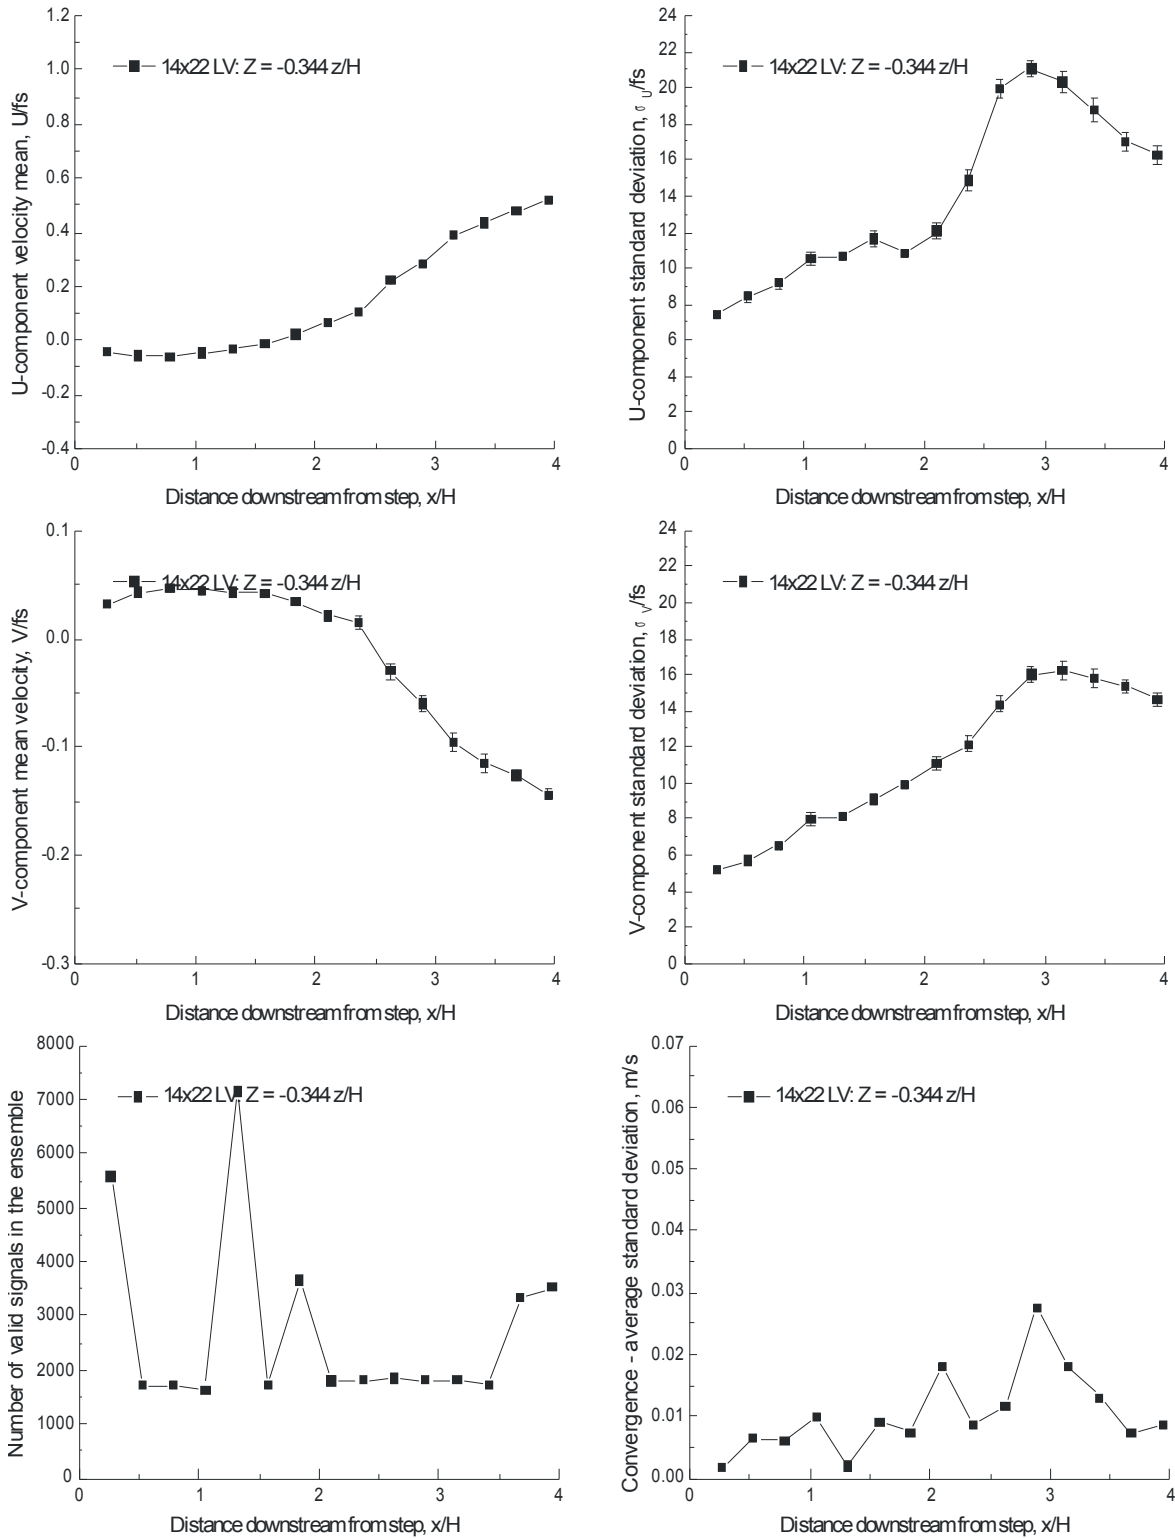 1.2
1.0
0.8
0.6
0.4
0.2
0.0
-0.2
-0.4
U-component velocity mean, U/fs
14x22 LV: Z = -0.344 z/H
0 1 2 3 4
Distance downstream from step, x/H
24
22
20
18
16
14
12
10
8
6
4
2
0
U-component standard deviation, σU/fs
14x22 LV: Z = -0.344 z/H
0 1 2 3 4
Distance downstream from step, x/H
0.1
0.0
-0.1
-0.2
-0.3
V-component mean velocity, V/fs
14x22 LV: Z = -0.344 z/H
0 1 2 3 4
Distance downstream from step, x/H
24
22
20
18
16
14
12
10
8
6
4
2
0
V-component standard deviation, σV/fs
14x22 LV: Z = -0.344 z/H
0 1 2 3 4
Distance downstream from step, x/H
8000
7000
6000
5000
4000
3000
2000
1000
0
Number of valid signals in the ensemble
14x22 LV: Z = -0.344 z/H
0 1 2 3 4
Distance downstream from step, x/H
0.07
0.06
0.05
0.04
0.03
0.02
0.01
0.00
Convergence - average standard deviation, m/s
14x22 LV: Z = -0.344 z/H
0 1 2 3 4
Distance downstream from step, x/H